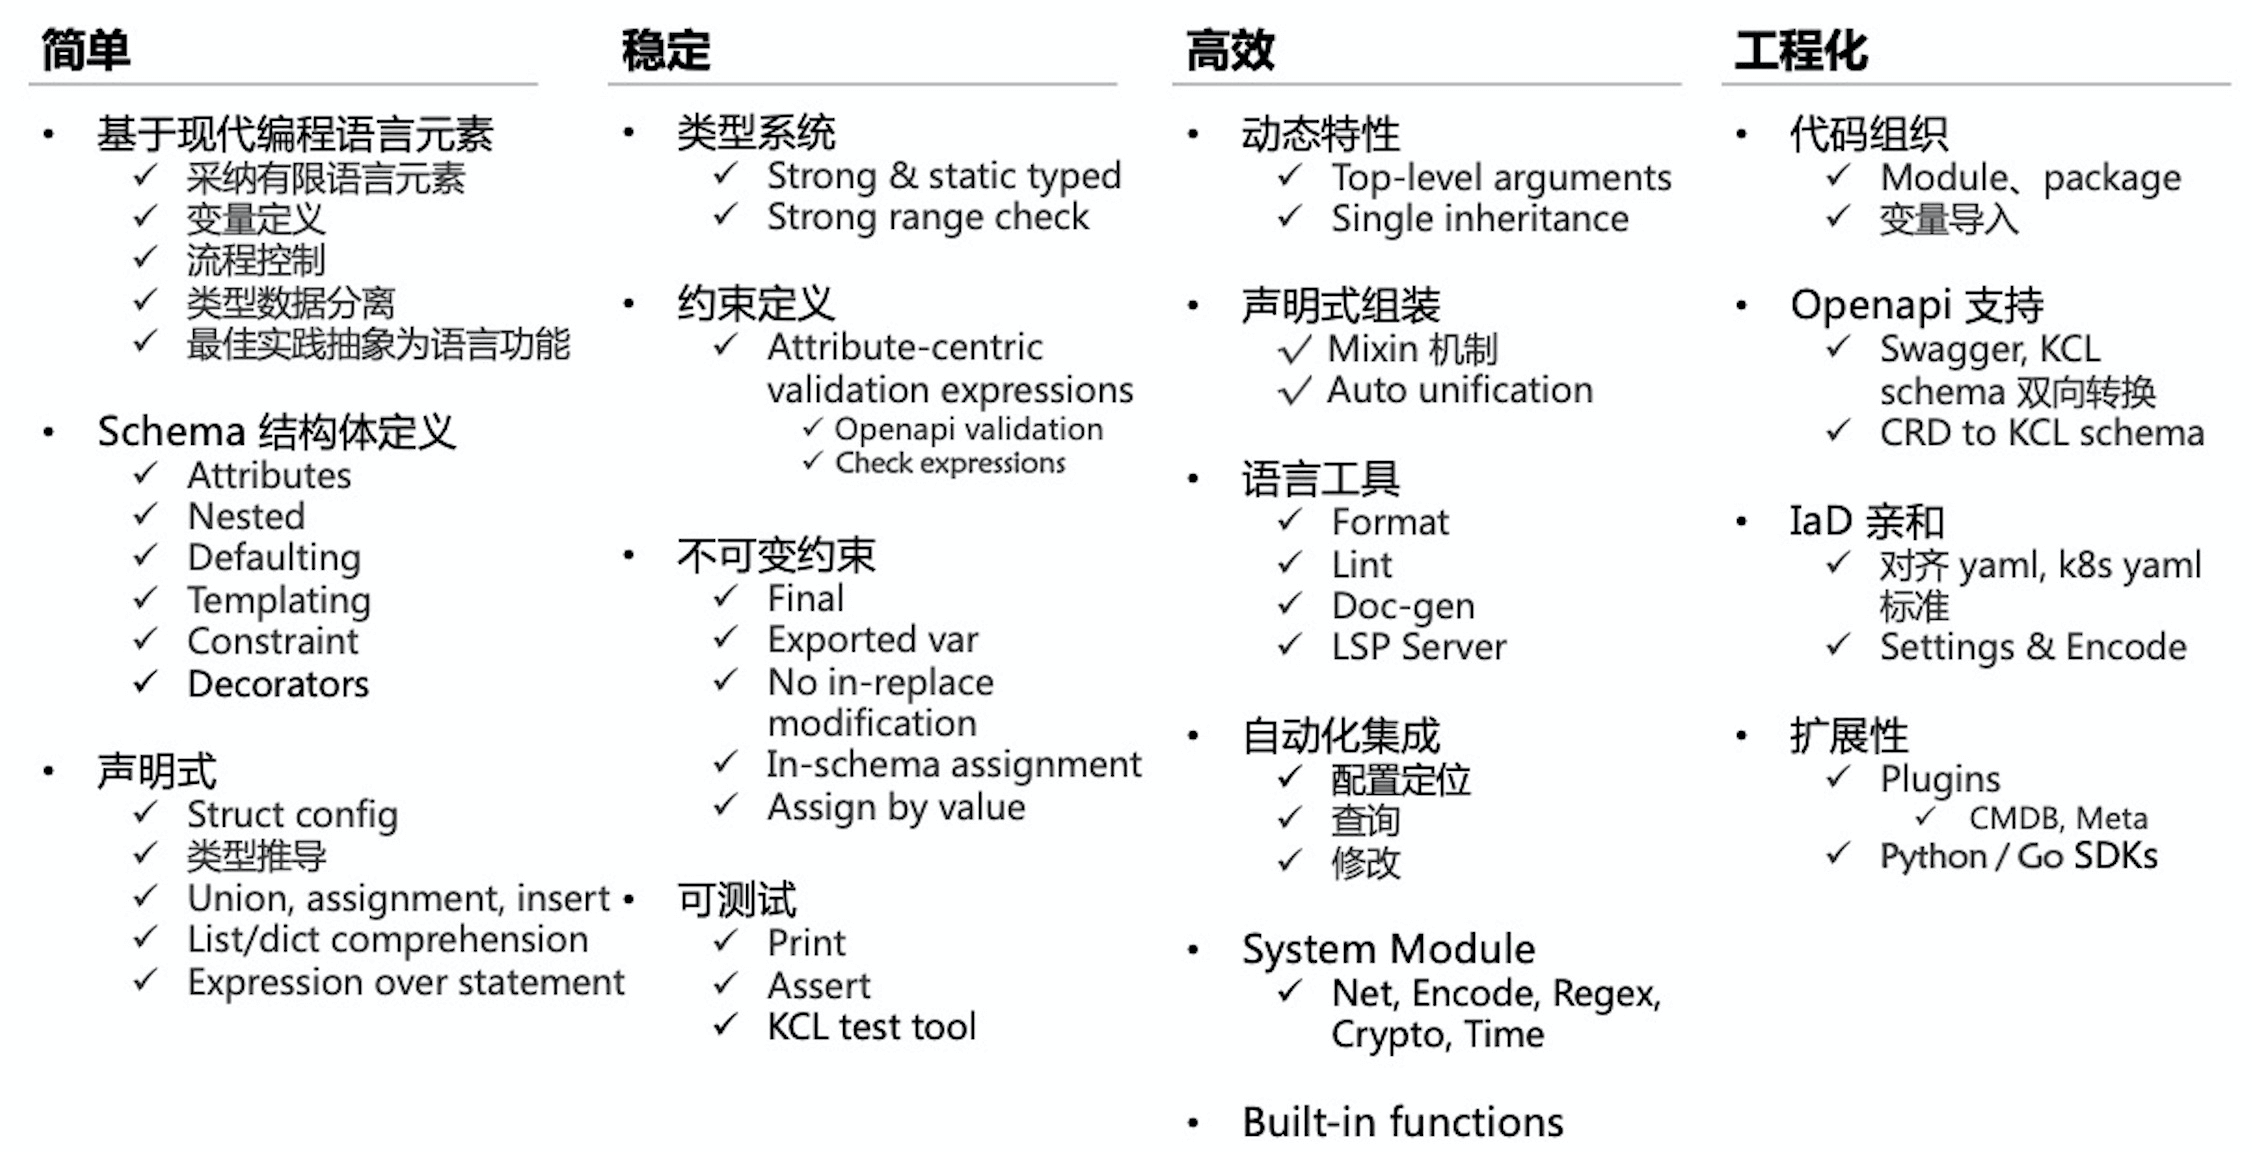 简单
基于现代编程语言元素
采纳有限语言元素
变量定义
流程控制
类型数据分离
最佳实践抽象为语言功能
Schema 结构体定义
Attributes
Nested
Defaulting
Templating
Constraint
Decorators
声明式
Struct config
类型推导
Union, assignment, insert
List/dict comprehension
Expression over statement
稳定
类型系统
Strong & static typed
Strong range check
约束定义
Attribute-centric
validation expressions
Openapi validation
Check expressions
不可变约束
Final
Exported var
No in-replace
modification
In-schema assignment
Assign by value
可测试
Print
Assert
KCL test tool
高效
动态特性
Top-level arguments
Single inheritance
声明式组装
Mixin 机制
Auto unification
语言工具
Format
Lint
Doc-gen
LSP Server
自动化集成
配置定位
查询
修改
System Module
Net, Encode, Regex,
Crypto, Time
Built-in functions
工程化
代码组织
Module、package
变量导入
Openapi 支持
Swagger, KCL
schema 双向转换
CRD to KCL schema
IaD 亲和
对齐 yaml, k8s yaml
标准
Settings & Encode
扩展性
Plugins
CMDB, Meta
Python / Go SDKs